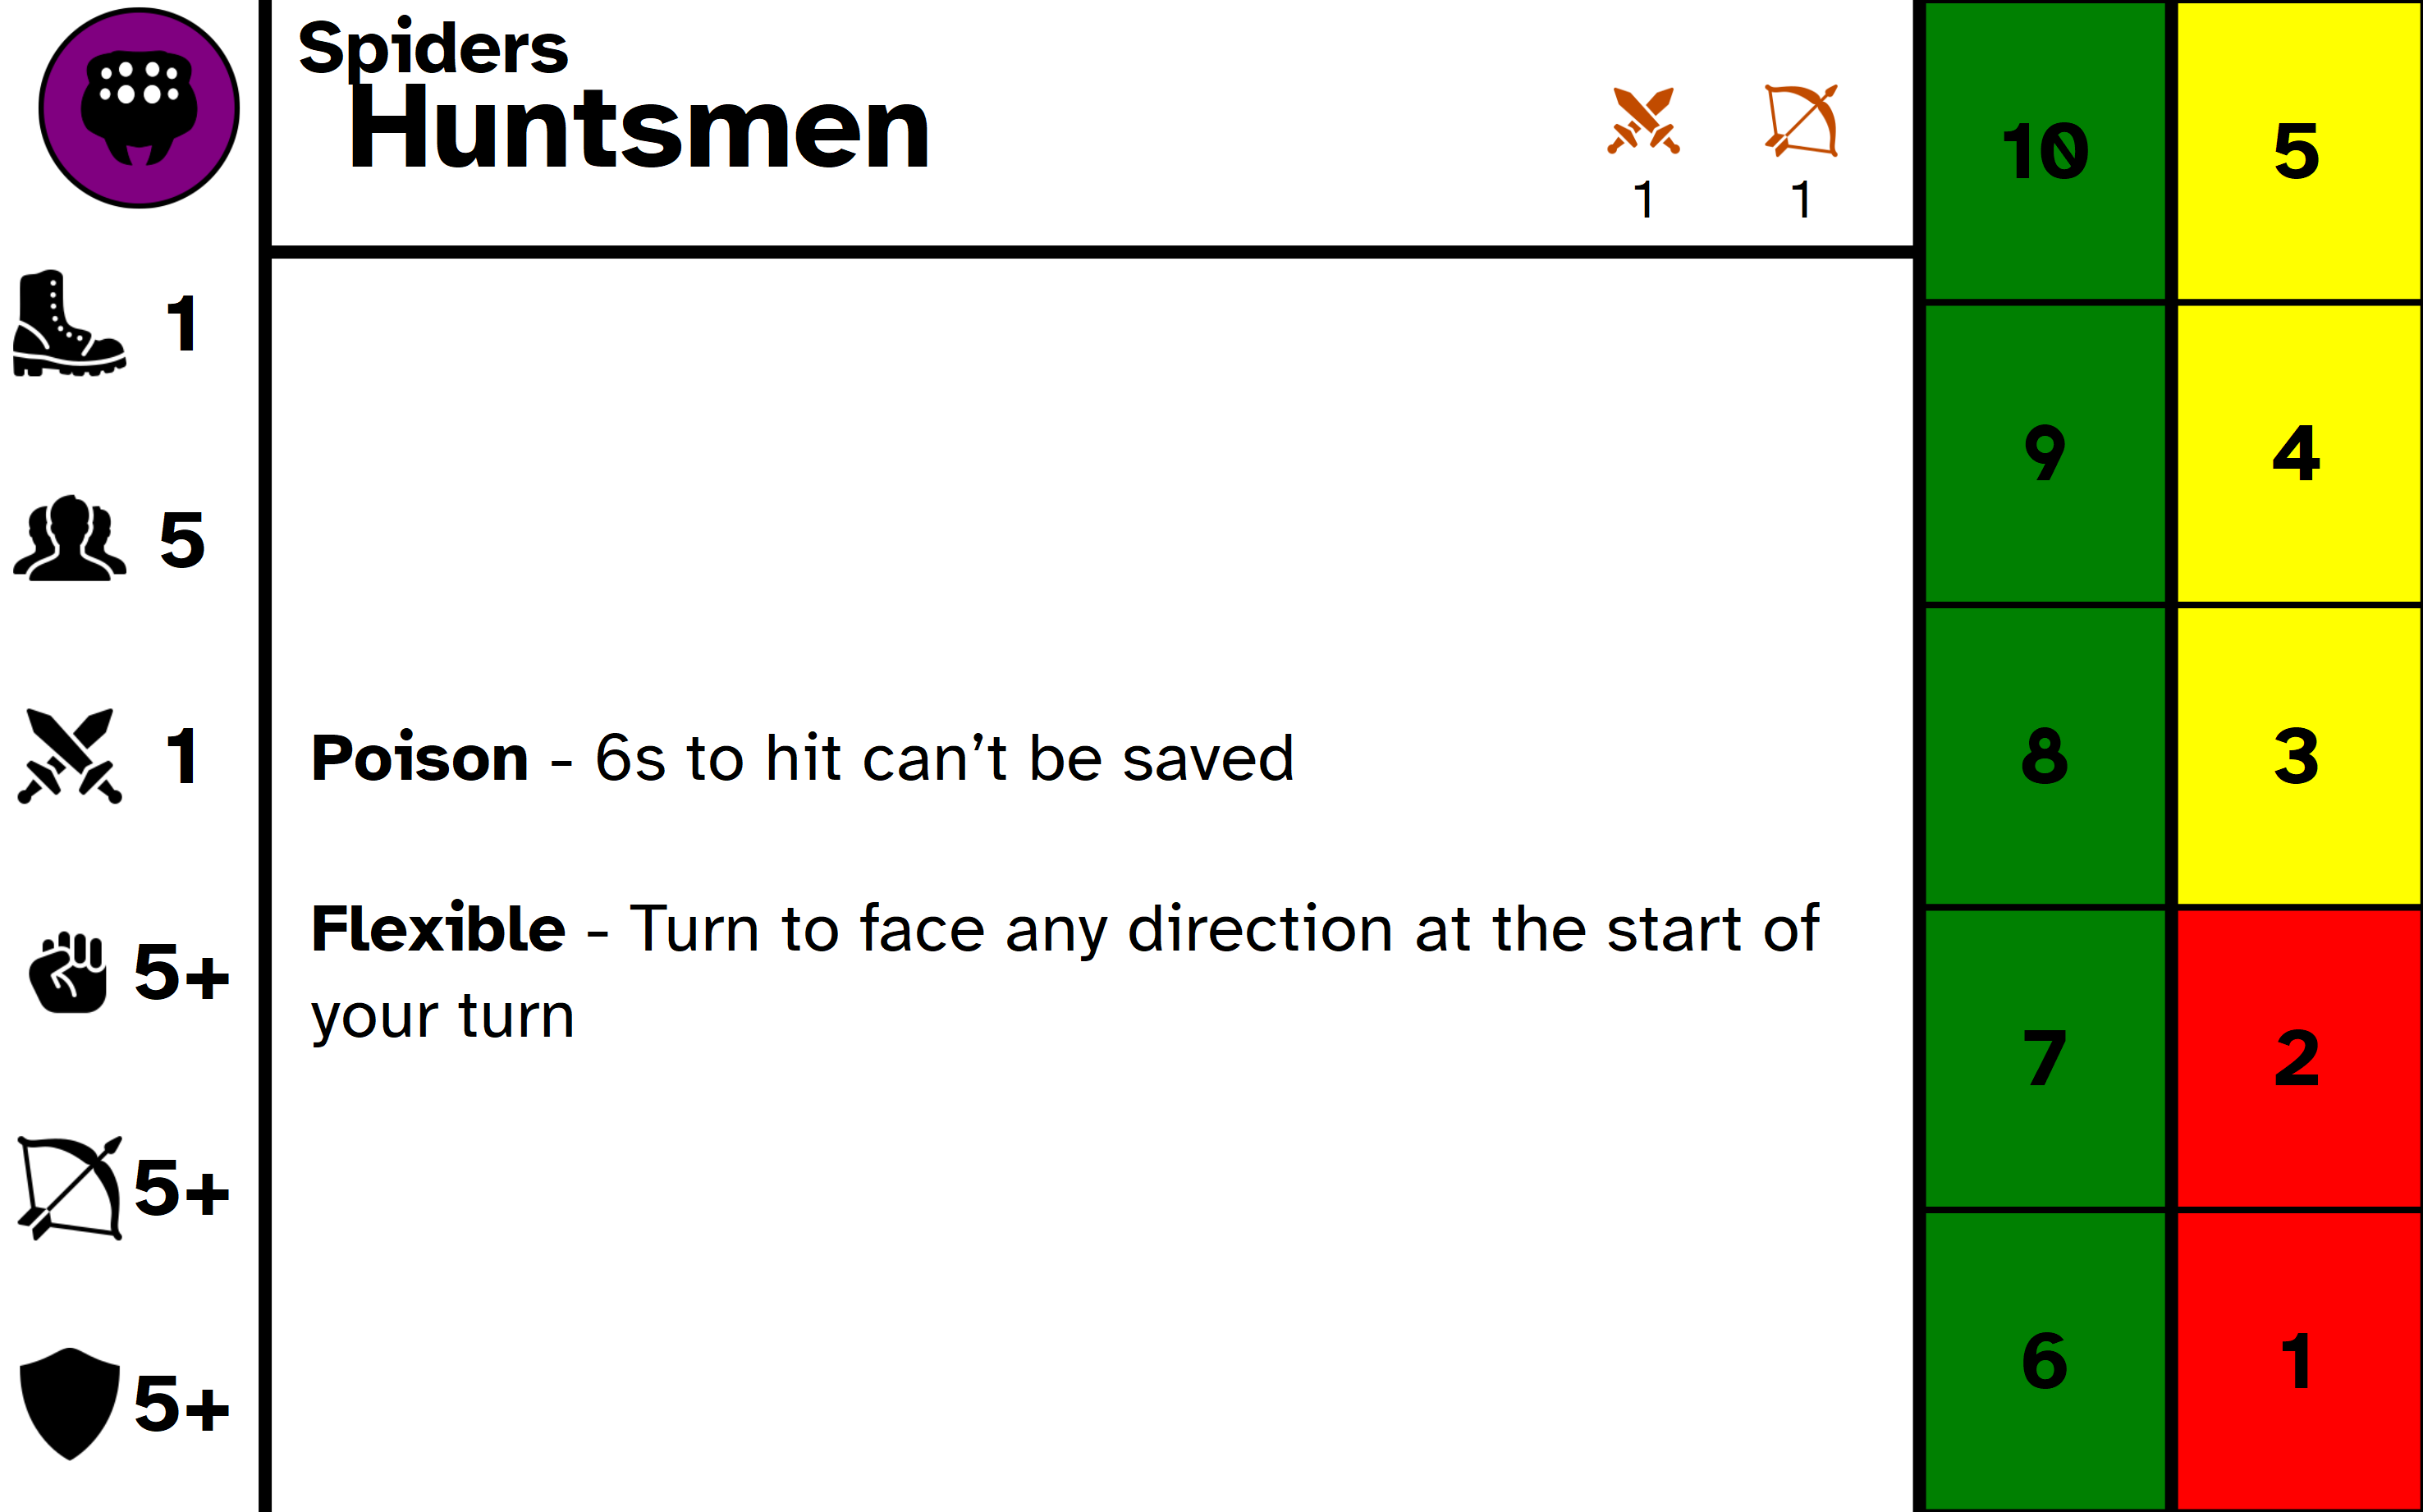 Spiders
Huntsmen
1 1
1
5
1
5+
5+
5+
Poison - 6s to hit can’t be saved
Flexible - Turn to face any direction at the start of
your turn
10 5
9 4
8 3
7 2
6 1